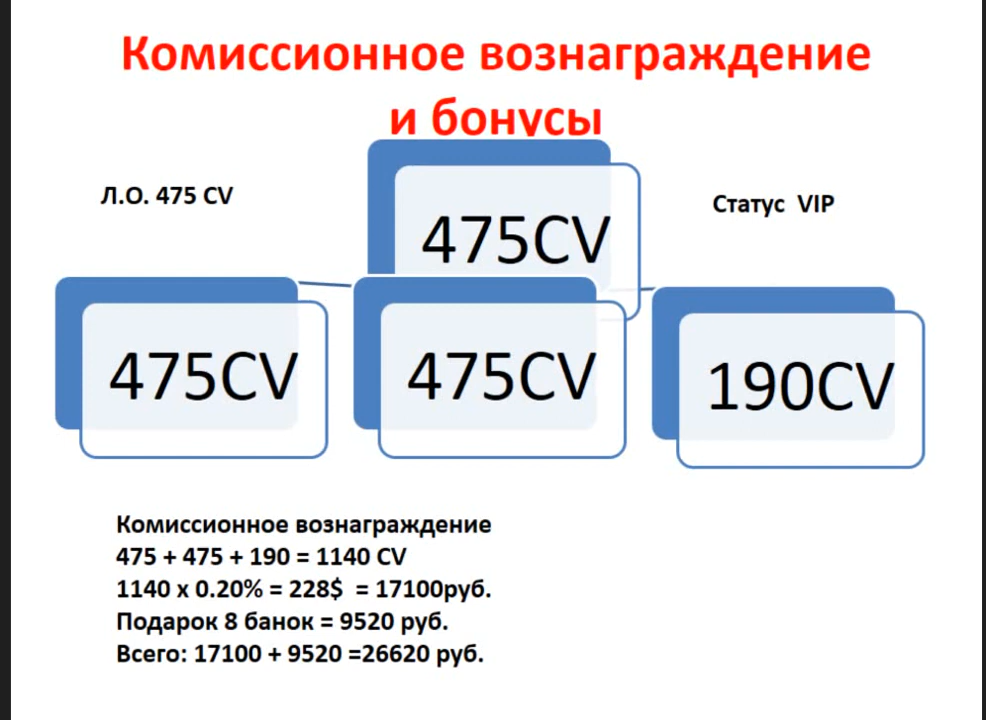 Комиссионное вознаграждение
и бонусы
Л.О. 475 CV
Статус VIP
475CV
475CV
475CV
190CV
Комиссионное вознаграждение
475 + 475 + 190 = 1140 CV
1140 х 0.20% = 228$ = 17100руб.
Подарок 8 банок = 9520 руб.
Всего: 17100 + 9520 =26620 руб.